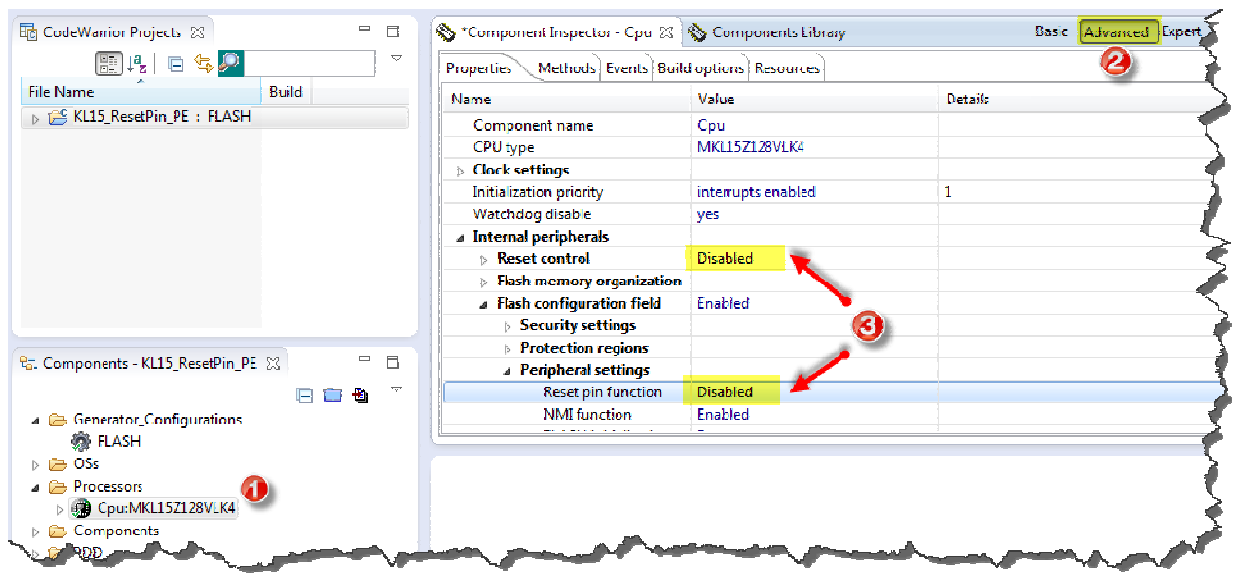 CodeWarrior Projects
File Name Build
KL15_ResetPin_PE : FLASH
Components - KL15_ResetPin_PE
Generator_Configurations
FLASH
OSs
Processors
1
Cpu:MKL15Z128VLK4
Components
PDD
*Component Inspector - Cpu Components Library Basic Advanced Expert
2
Properties Methods Events Build options Resources
Name Value Details
Component name Cpu
CPU type MKL15Z128VLK4
Clock settings
Initialization priority interrupts enabled 1
Watchdog disable yes
Internal peripherals
Reset control Disabled
Flash memory organization
Flash configuration field Enabled
3
Security settings
Protection regions
Peripheral settings
Reset pin function Disabled
NMI function Enabled